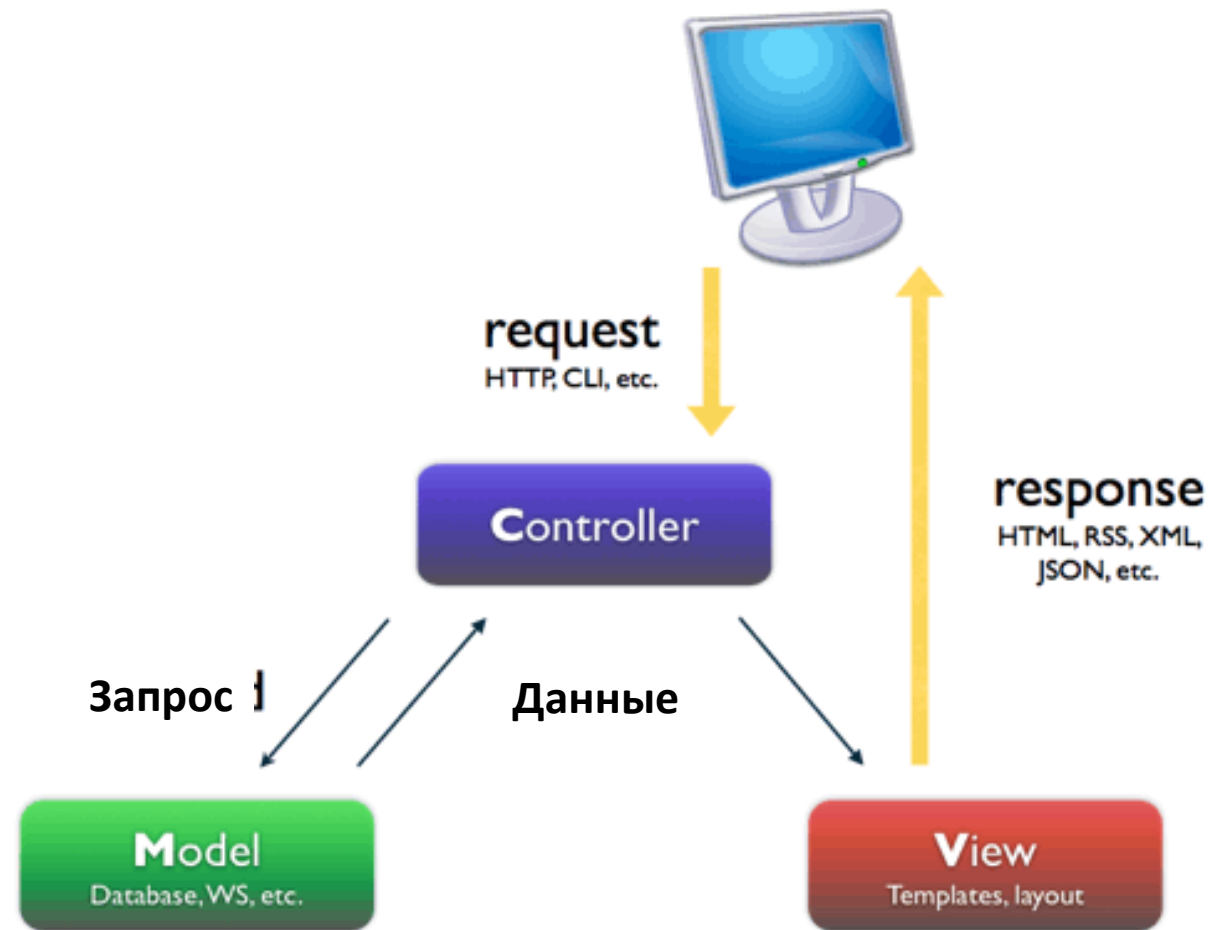 request
HTTP, CLI, etc.
Controller
response
HTML, RSS, XML,
JSON, etc.
Запрос
Данные
Model
Database, WS, etc.
View
Templates, layout